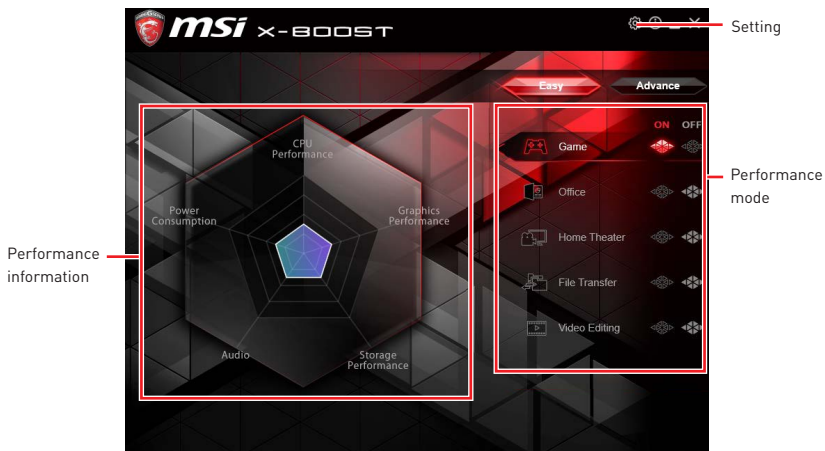 msi X-BOOST
Setting
Easy
Advance
ON OFF
Game
Office
Home Theater
File Transfer
Video Editing
Performance
mode
CPU
Performance
Graphics
Performance
Storage
Performance
Audio
Power
Consumption
Performance
information